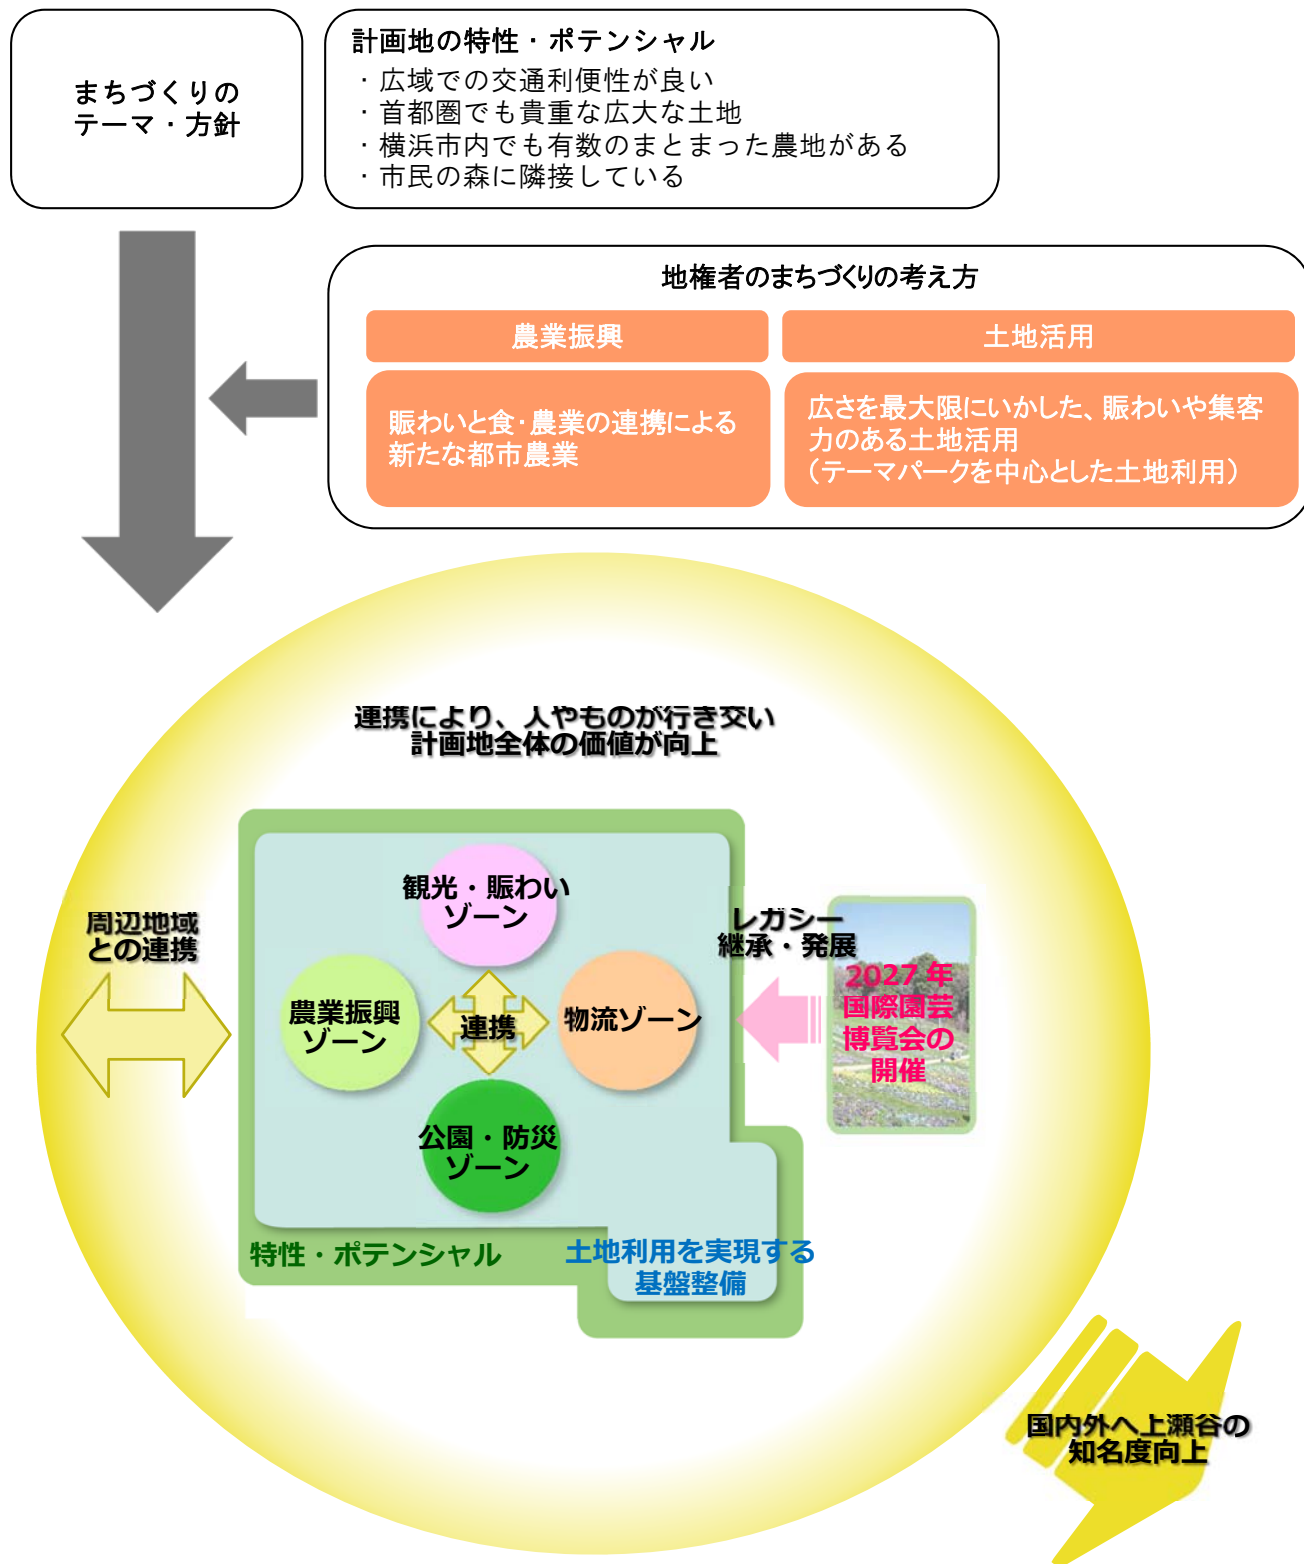 まちづくりの
テーマ・方針
計画地の特性・ポテンシャル
・広域での交通利便性が良い
・首都圏でも貴重な広大な土地
・横浜市内でも有数のまとまった農地がある
・市民の森に隣接している
地権者のまちづくりの考え方
農業振興
土地活用
賑わいと食・農業の連携による
新たな都市農業
広さを最大限にいかした、賑わいや集客
力のある土地活用
(テーマパークを中心とした土地利用)
連携により、人やものが行き交い
計画地全体の価値が向上
観光・賑わい
ゾーン
周辺地域
との連携
レガシー
継承・発展
2027 年
国際園芸
博覧会の
開催
農業振興
ゾーン
連携
物流ゾーン
公園・防災
ゾーン
特性・ポテンシャル
土地利用を実現する
基盤整備
国内外へ上瀬谷の
知名度向上